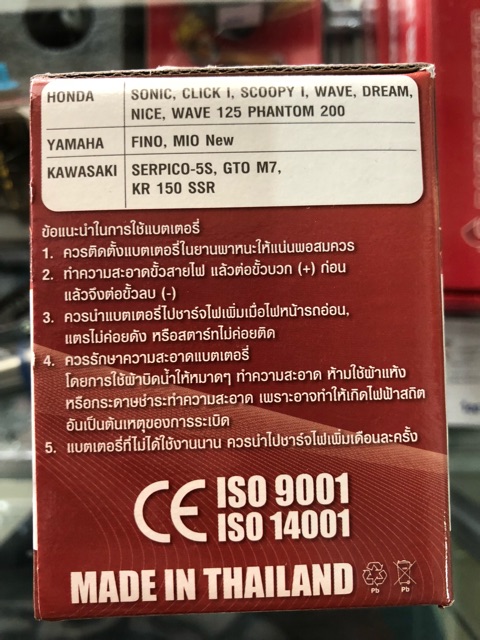 HONDA SONIC, CLICK I, SCOOPY I, WAVE, DREAM,
NICE, WAVE 125 PHANTOM 200
YAMAHA FINO, MIO New
KAWASAKI SERPICO-5S, GTO M7,
KR 150 SSR
ข้อแนะนำในการใช้แบตเตอรี่
1. ควรติดตั้งแบตเตอรี่ในยานพาหนะให้แน่นพอสมควร
2. ทำความสะอาดขั้วสายไฟ แล้วต่อขั้วบวก (+) ก่อน
แล้วจึงต่อขั้วลบ (-)
3. ควรนำแบตเตอรี่ไปชาร์จไฟเพิ่มเมื่อไฟหน้ารถอ่อน,
แตรไม่ค่อยดัง หรือสตาร์ทไม่ค่อยติด
4. ควรรักษาความสะอาดแบตเตอรี่
โดยการใช้ผ้าบิดน้ำให้หมาดๆ ทำความสะอาด ห้ามใช้ผ้าแห้ง
หรือกระดาษชำระทำความสะอาด เพราะอาจทำให้เกิดไฟฟ้าสถิต
อันเป็นต้นเหตุของการระเบิด
5. แบตเตอรี่ที่ไม่ได้ใช้งานนาน ควรนำไปชาร์จไฟเพิ่มเดือนละครั้ง
CE ISO 9001
ISO 14001
MADE IN THAILAND
Pb Pb